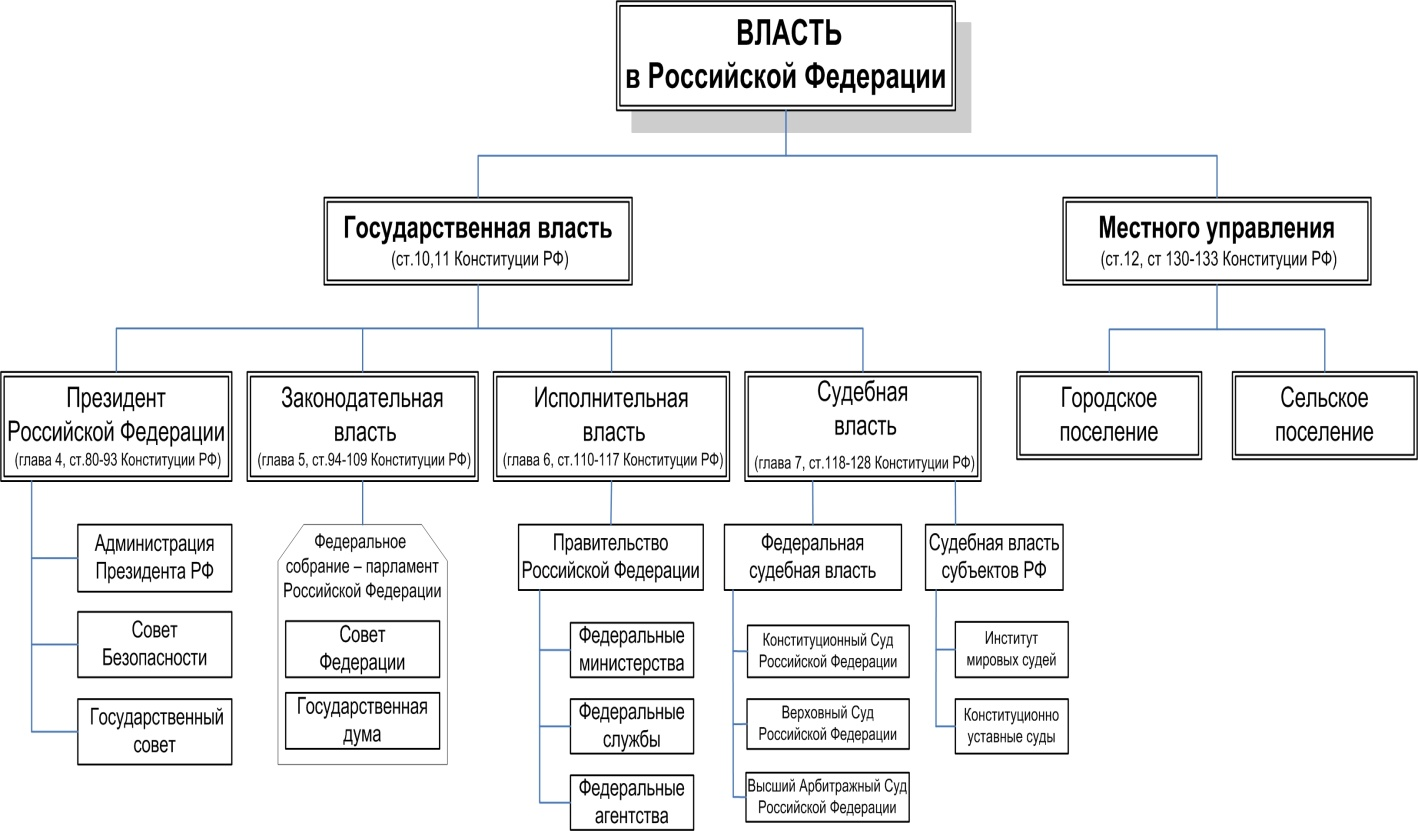 ВЛАСТЬ
в Российской Федерации
Государственная власть
(ст.10,11 Конституции РФ)
Местного управления
(ст.12, ст 130-133 Конституции РФ)
Президент
Российской Федерации
(глава 4, ст.80-93 Конституции РФ)
Законодательная
власть
(глава 5, ст.94-109 Конституции РФ)
Исполнительная
власть
(глава 6, ст.110-117 Конституции РФ)
Судебная
власть
(глава 7, ст.118-128 Конституции РФ)
Городское
поселение
Сельское
поселение
Администрация
Президента РФ
Совет
Безопасности
Государственный
совет
Федеральное
собрание – парламент
Российской Федерации
Совет
Федерации
Государственная
дума
Правительство
Российской Федерации
Федеральные
министерства
Федеральные
службы
Федеральные
агентства
Федеральная
судебная власть
Конституционный Суд
Российской Федерации
Верховный Суд
Российской Федерации
Высший Арбитражный Суд
Российской Федерации
Судебная власть
субъектов РФ
Институт
мировых судей
Конституционно
уставные суды